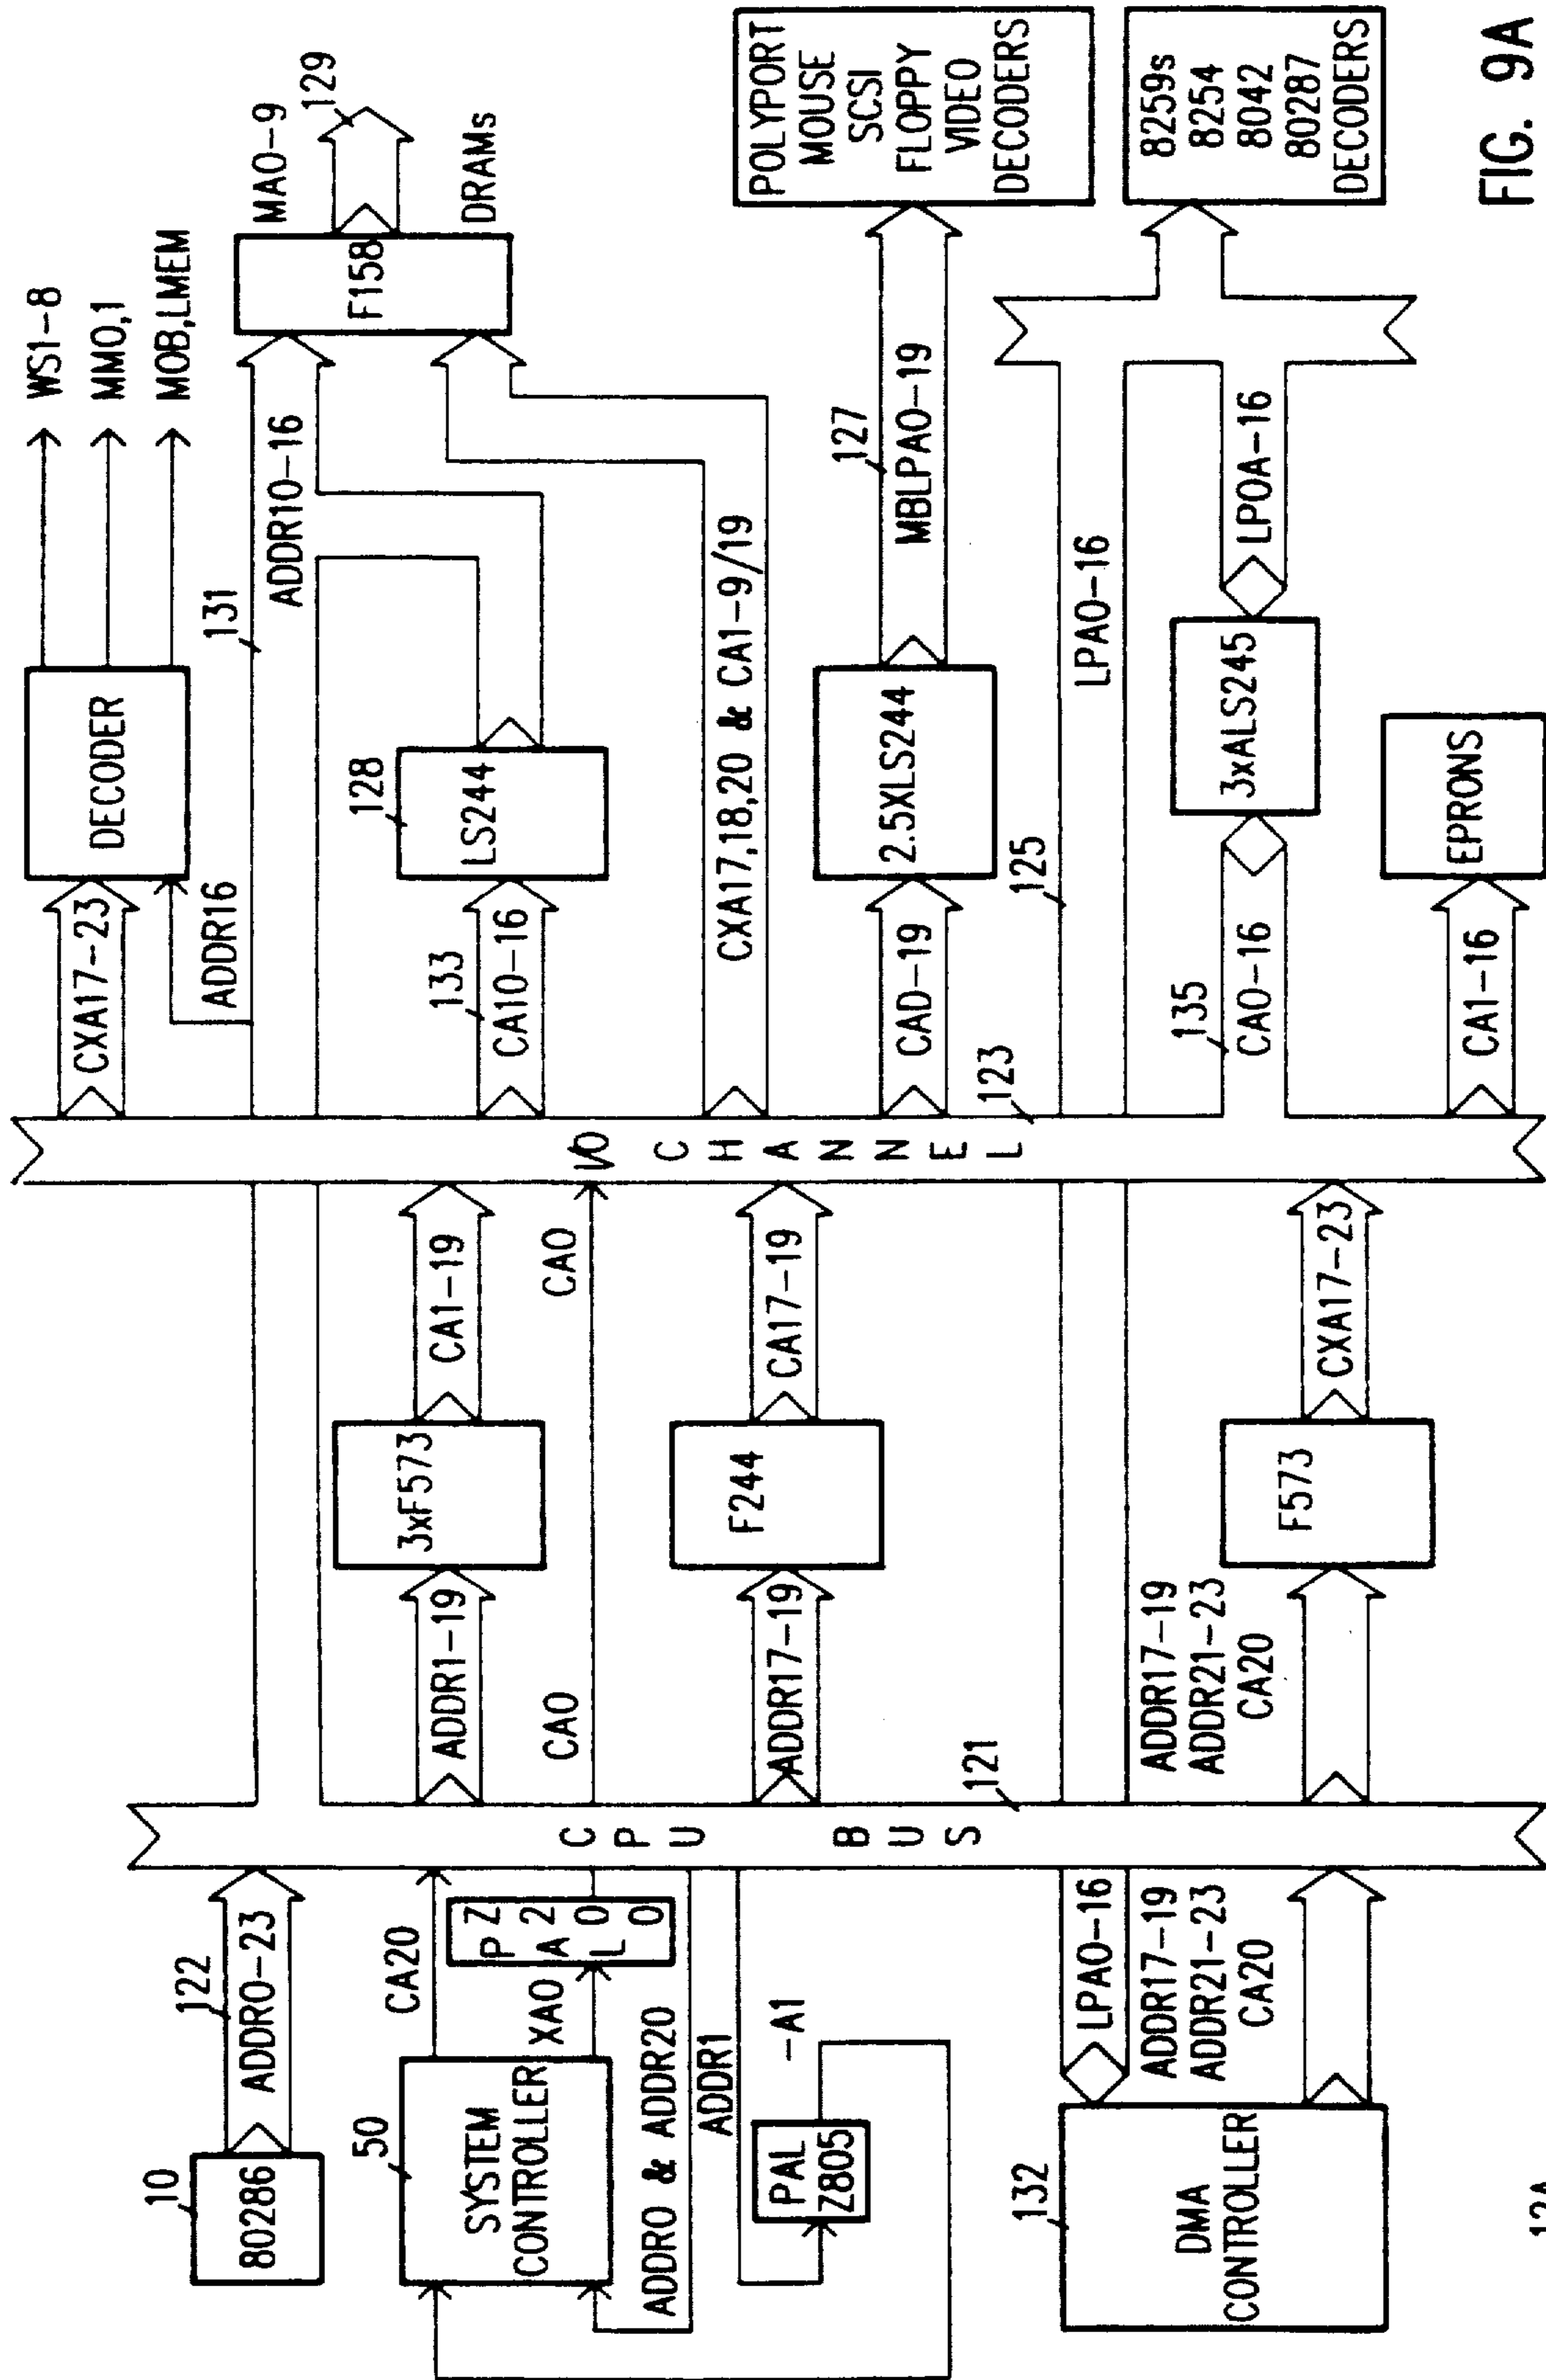 10
80286
122
ADDR0-23
50
SYSTEM
CONTROLLER
CA20
XA0
PAL
Z200
ADDR0 & ADDR20
ADDR1
-A1
PAL
Z805
132
DMA
CONTROLLER
LPA0-16
ADDR17-19
ADDR21-23
CA20
CPU BUS
121
ADDR1-19
3xF573
CA1-19
CA0
CA0
ADDR17-19
F244
CA17-19
ADDR17-19
ADDR21-23
CA20
F573
CXA17-23
I/O CHANNEL
123
CXA17-23
DECODER
WS1-8
MM0,1
MOB,LMEM
ADDR16
131
ADDR10-16
133
CA10-16
128
LS244
F158
MA0-9
129
DRAMs
CXA17,18,20 & CA1-9/19
CAD-19
2.5XLS244
127
MBLPA0-19
POLYPORT
MOUSE
SCSI
FLOPPY
VIDEO
DECODERS
125
LPA0-16
135
CA0-16
3xALS245
LPOA-16
8259s
8254
8042
80287
DECODERS
CA1-16
EPRONS
FIG. 9A